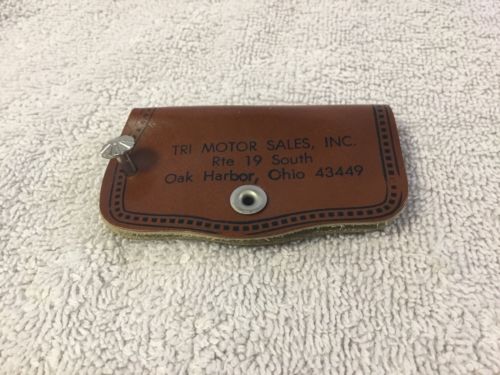 TRI MOTOR SALES, INC.
Rte 19 South
Oak Harbor, Ohio 43449